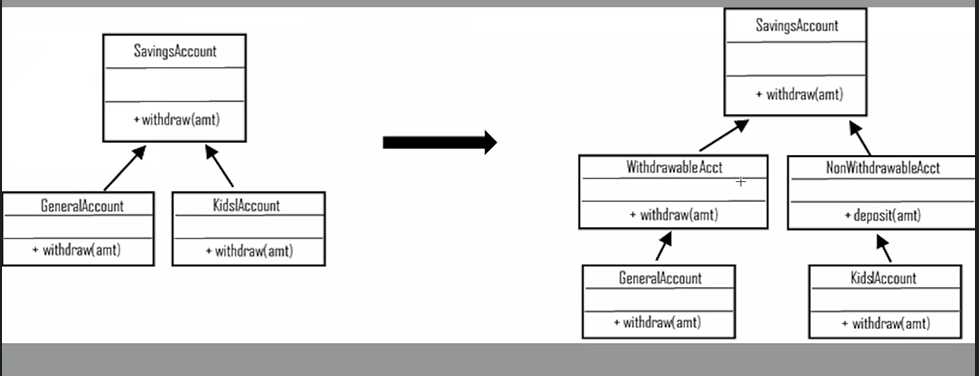 SavingsAccount
+ withdraw(amt)
GeneralAccount
+ withdraw(amt)
KidslAccount
+ withdraw(amt)
SavingsAccount
+ withdraw(amt)
WithdrawableAcct
+ withdraw(amt)
NonWithdrawableAcct
+ deposit(amt)
GeneralAccount
+ withdraw(amt)
KidslAccount
+ withdraw(amt)